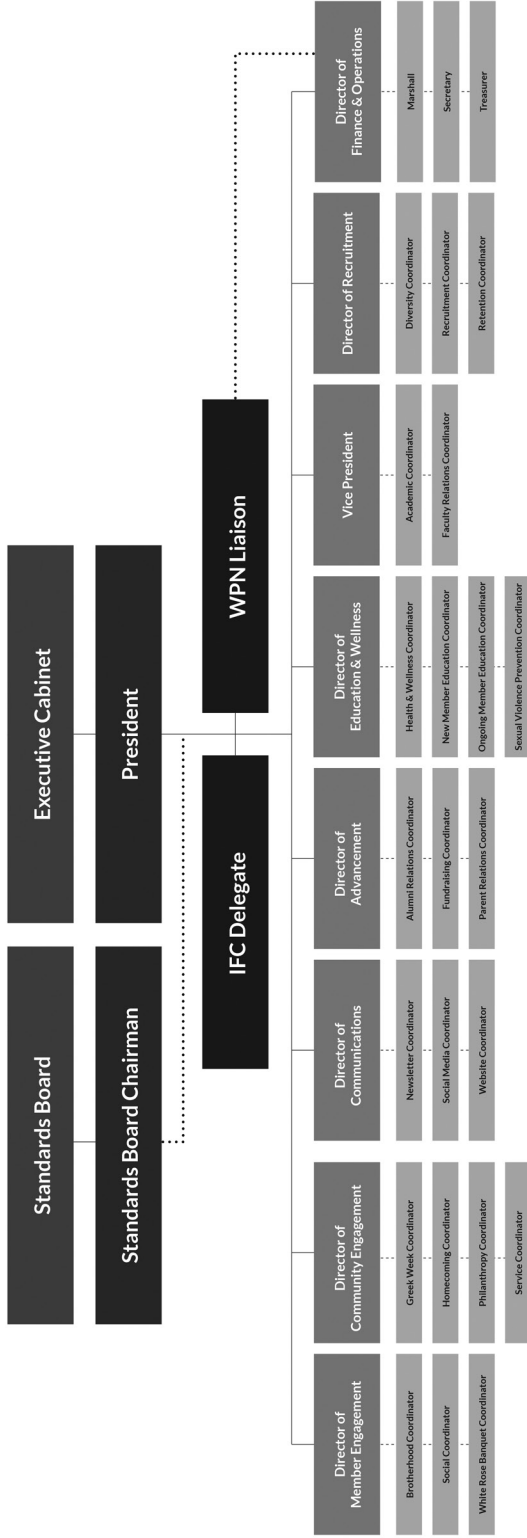 Standards Board
Executive Cabinet
Standards Board Chairman
President
IFC Delegate
WPN Liaison
Director of
Member Engagement
Brotherhood Coordinator
Social Coordinator
White Rose Banquet Coordinator
Director of
Community Engagement
Greek Week Coordinator
Homecoming Coordinator
Philanthropy Coordinator
Service Coordinator
Director of
Communications
Newsletter Coordinator
Social Media Coordinator
Website Coordinator
Director of
Advancement
Alumni Relations Coordinator
Fundraising Coordinator
Parent Relations Coordinator
Director of
Education & Wellness
Health & Wellness Coordinator
New Member Education Coordinator
Ongoing Member Education Coordinator
Sexual Violence Prevention Coordinator
Vice President
Academic Coordinator
Faculty Relations Coordinator
Director of Recruitment
Diversity Coordinator
Recruitment Coordinator
Retention Coordinator
Director of
Finance & Operations
Marshall
Secretary
Treasurer